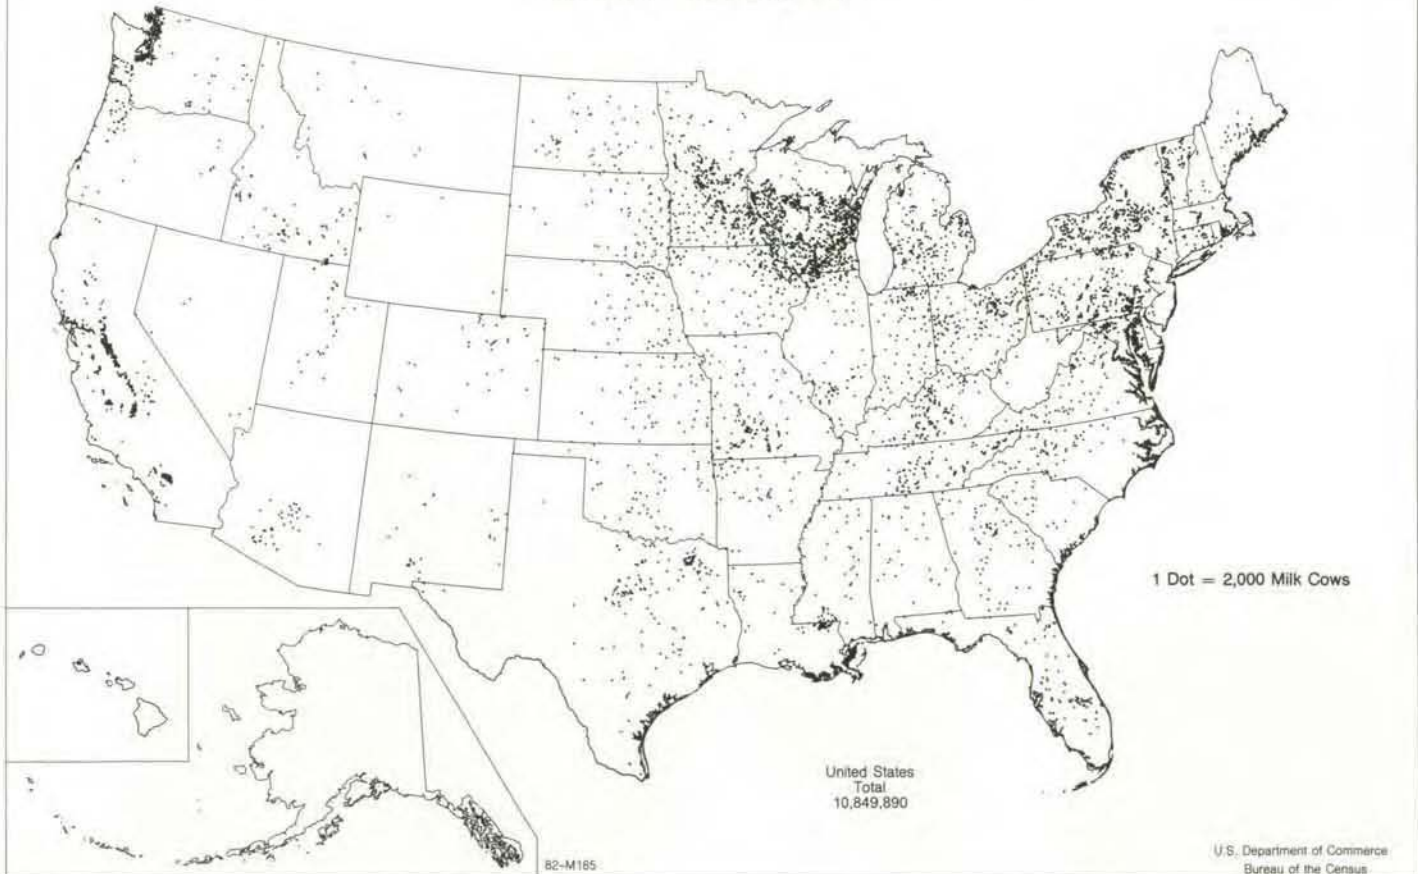 1 Dot = 2,000 Milk Cows
United States
Total
10,849,890
82-M165
U.S. Department of Commerce
Bureau of the Census